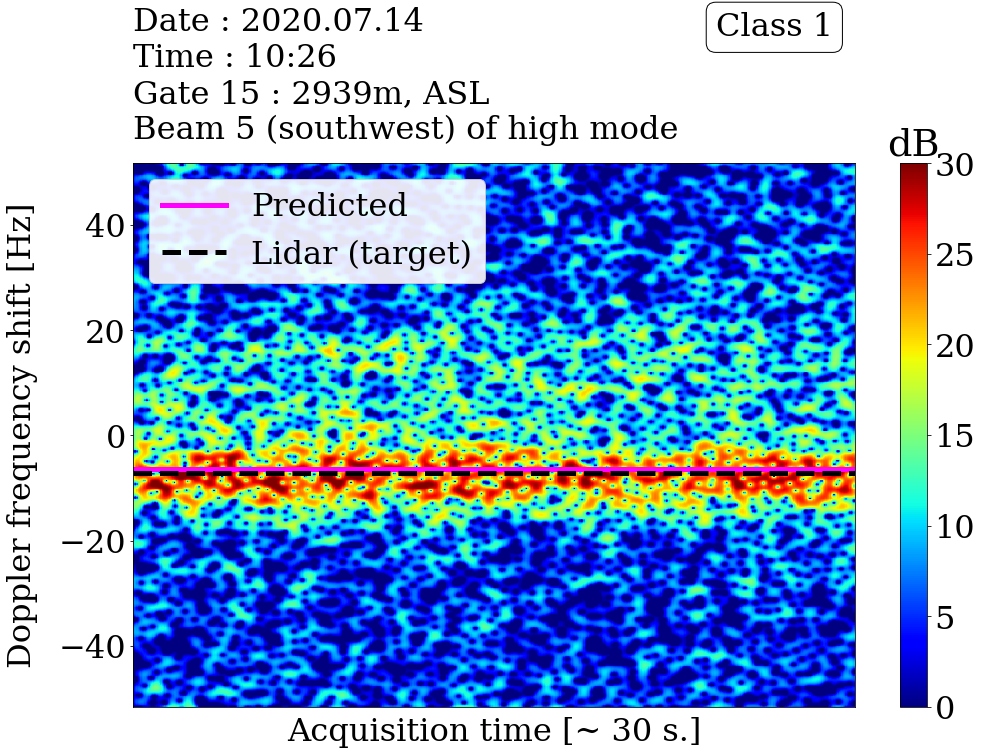 Date : 2020.07.14
Time : 10:26
Gate 15 : 2939m, ASL
Beam 5 (southwest) of high mode
Class 1
dB
Predicted
Lidar (target)
Doppler frequency shift [Hz]
40
20
0
−20
−40
Acquisition time [~ 30 s.]
30
25
20
15
10
5
0